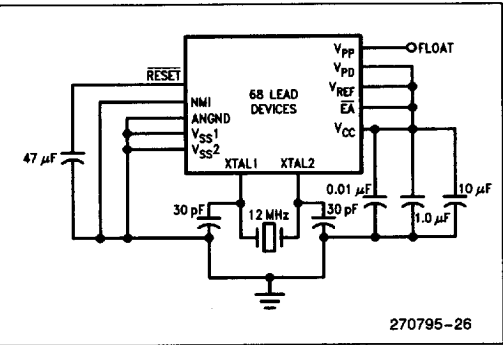 V_PP FLOAT
V_PD
RESET
V_REF
68 LEAD
DEVICES
NMI
EA
ANGND
V_SS1
V_CC
V_SS2
XTAL1 XTAL2
47 µF
0.01 µF
10 µF
30 pF
12 MHz
30 pF
1.0 µF
270795-26